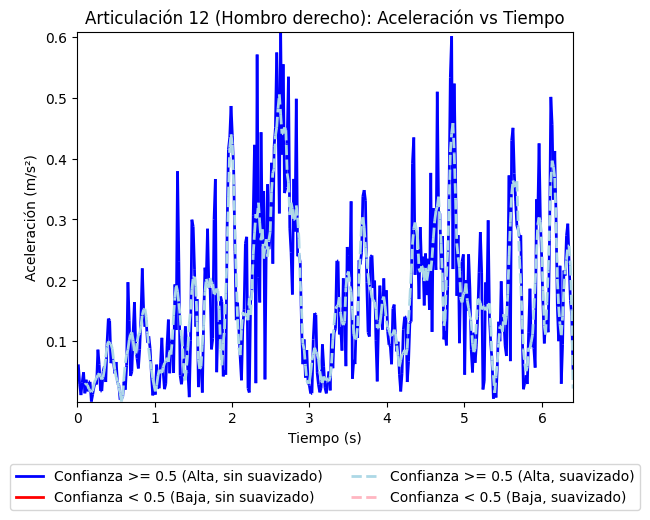 Articulación 12 (Hombro derecho): Aceleración vs Tiempo
0.6
0.5
0.4
0.3
0.2
0.1
Aceleración (m/s²)
0 1 2 3 4 5 6
Tiempo (s)
Confianza >= 0.5 (Alta, sin suavizado) Confianza >= 0.5 (Alta, suavizado)
Confianza < 0.5 (Baja, sin suavizado) Confianza < 0.5 (Baja, suavizado)